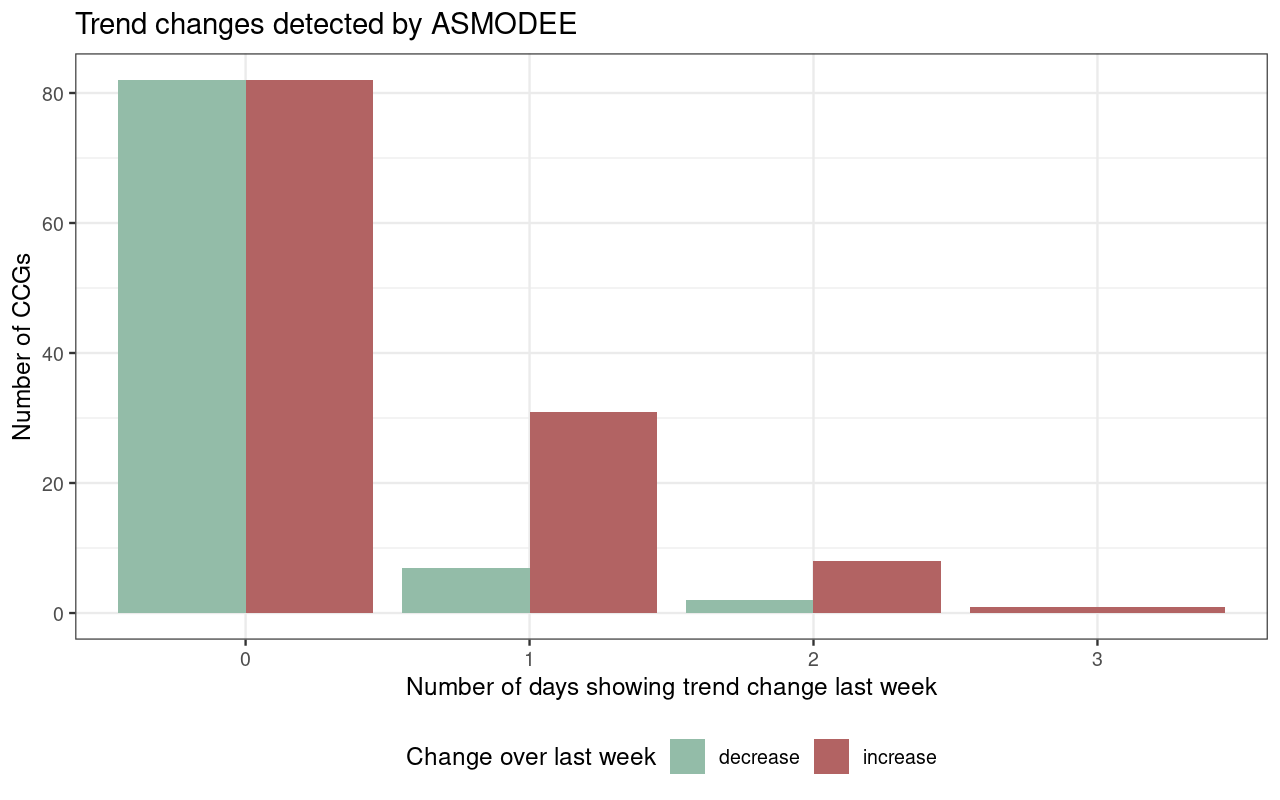 Trend changes detected by ASMODEE
Number of CCGs
80
60
40
20
0
0 1 2 3
Number of days showing trend change last week
Change over last week decrease increase